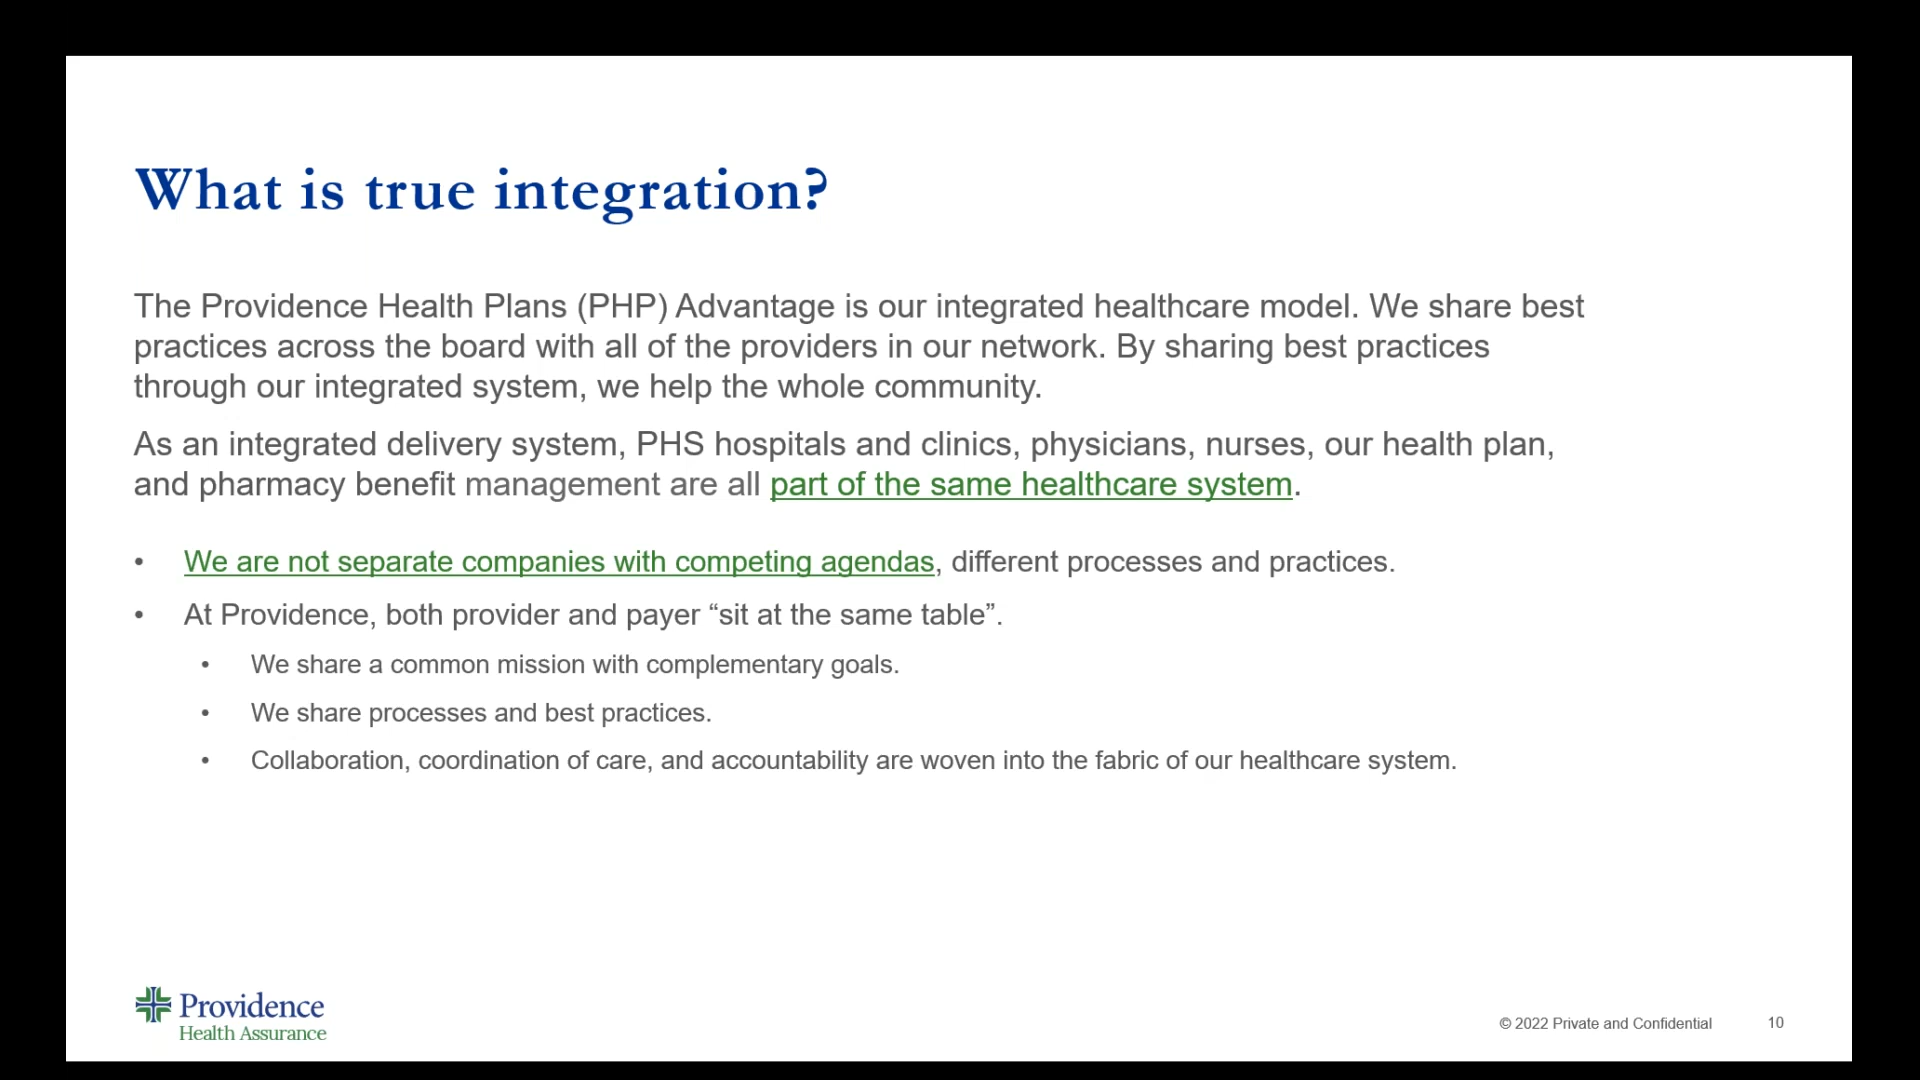 What is true integration?
The Providence Health Plans (PHP) Advantage is our integrated healthcare model. We share best
practices across the board with all of the providers in our network. By sharing best practices
through our integrated system, we help the whole community.
As an integrated delivery system, PHS hospitals and clinics, physicians, nurses, our health plan,
and pharmacy benefit management are all part of the same healthcare system.
• We are not separate companies with competing agendas, different processes and practices.
• At Providence, both provider and payer “sit at the same table”.
• We share a common mission with complementary goals.
• We share processes and best practices.
• Collaboration, coordination of care, and accountability are woven into the fabric of our healthcare system.
Providence
Health Assurance
© 2022 Private and Confidential 10